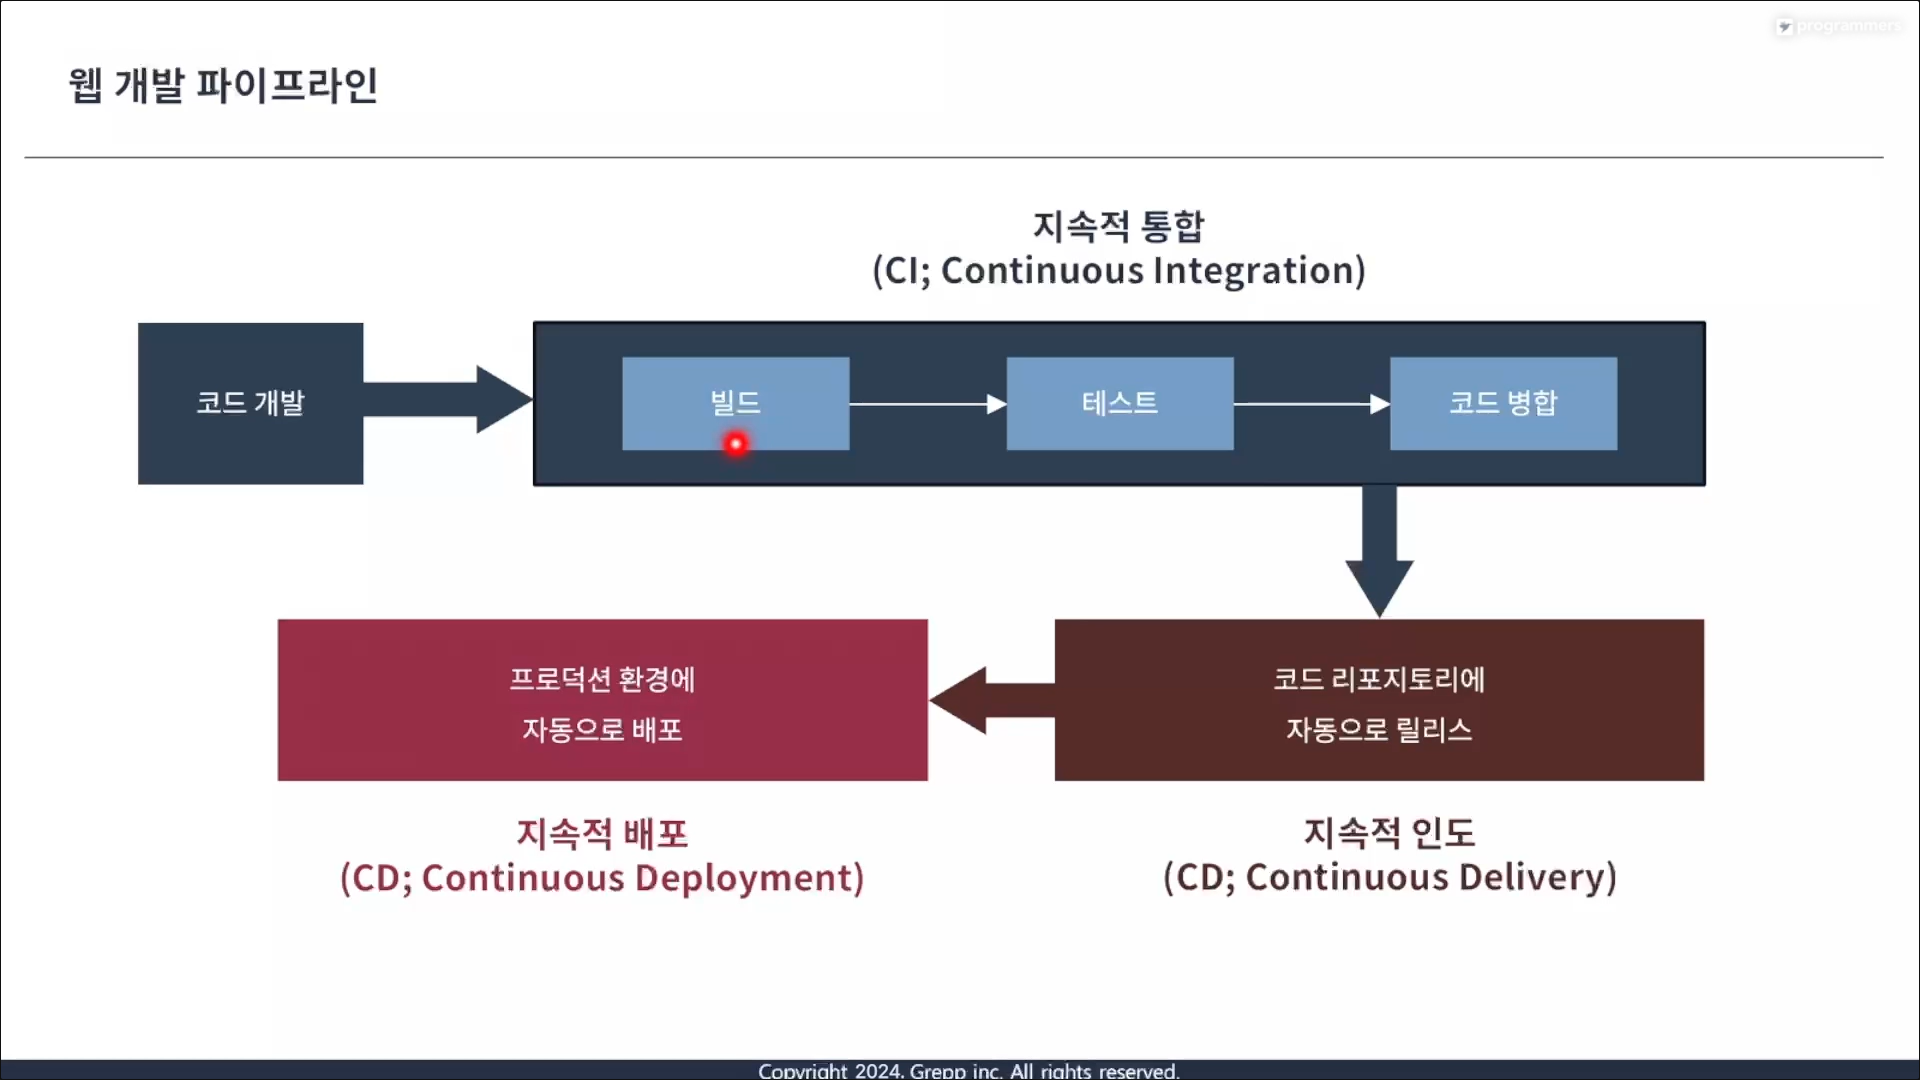 programmers
웹 개발 파이프라인
지속적 통합
(CI; Continuous Integration)
코드 개발
빌드
테스트
코드 병합
프로덕션 환경에
자동으로 배포
코드 리포지토리에
자동으로 릴리스
지속적 배포
(CD; Continuous Deployment)
지속적 인도
(CD; Continuous Delivery)
Copyright 2024. Grepp inc. All rights reserved.